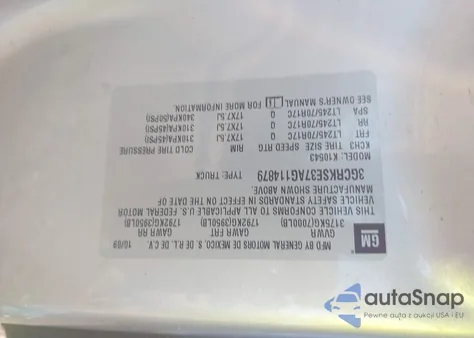 GM
MFD BY GENERAL MOTORS DE MEXICO, S. DE R.L. DE C.V. 10/09
GVWR GAWR FRT GAWR RR
3175KG(7000LB) 1792KG(3950LB) 1792KG(3950LB)
THIS VEHICLE CONFORMS TO ALL APPLICABLE U.S. FEDERAL MOTOR
VEHICLE SAFETY STANDARDS IN EFFECT ON THE DATE OF
MANUFACTURE SHOWN ABOVE.
3GCRKSE37AG114879 TYPE: TRUCK
MODEL: K10543
KCH3 TIRE SIZE SPEED RTG RIM COLD TIRE PRESSURE
FRT LT245/70R17C Q 17X7.5J 310KPA(45PSI)
RR LT245/70R17C Q 17X7.5J 310KPA(45PSI)
SPA LT245/70R17C Q 17X7.5J 340KPA(50PSI)
SEE OWNER'S MANUAL FOR MORE INFORMATION.
autaSnap
Pewne auta z aukcji USA i EU